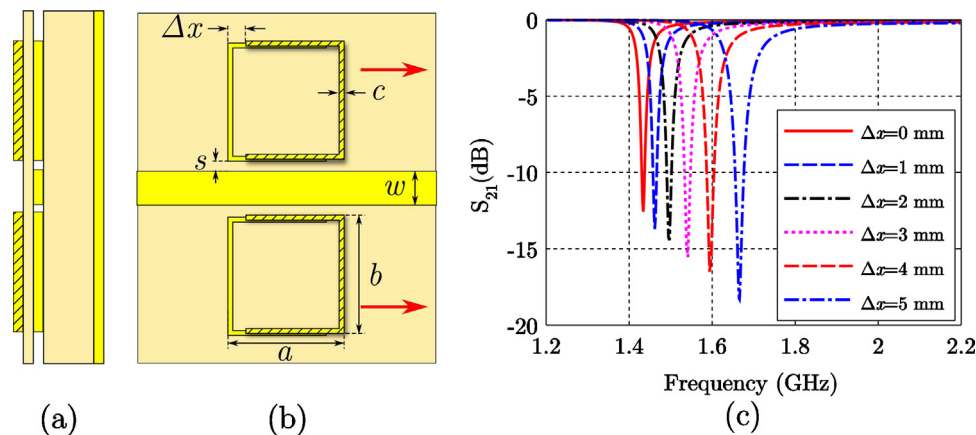 Δx
c
s
w
b
a
(a)
(b)
0
-5
-10
-15
-20
S21(dB)
Δx=0 mm
Δx=1 mm
Δx=2 mm
Δx=3 mm
Δx=4 mm
Δx=5 mm
1.2 1.4 1.6 1.8 2 2.2
Frequency (GHz)
(c)